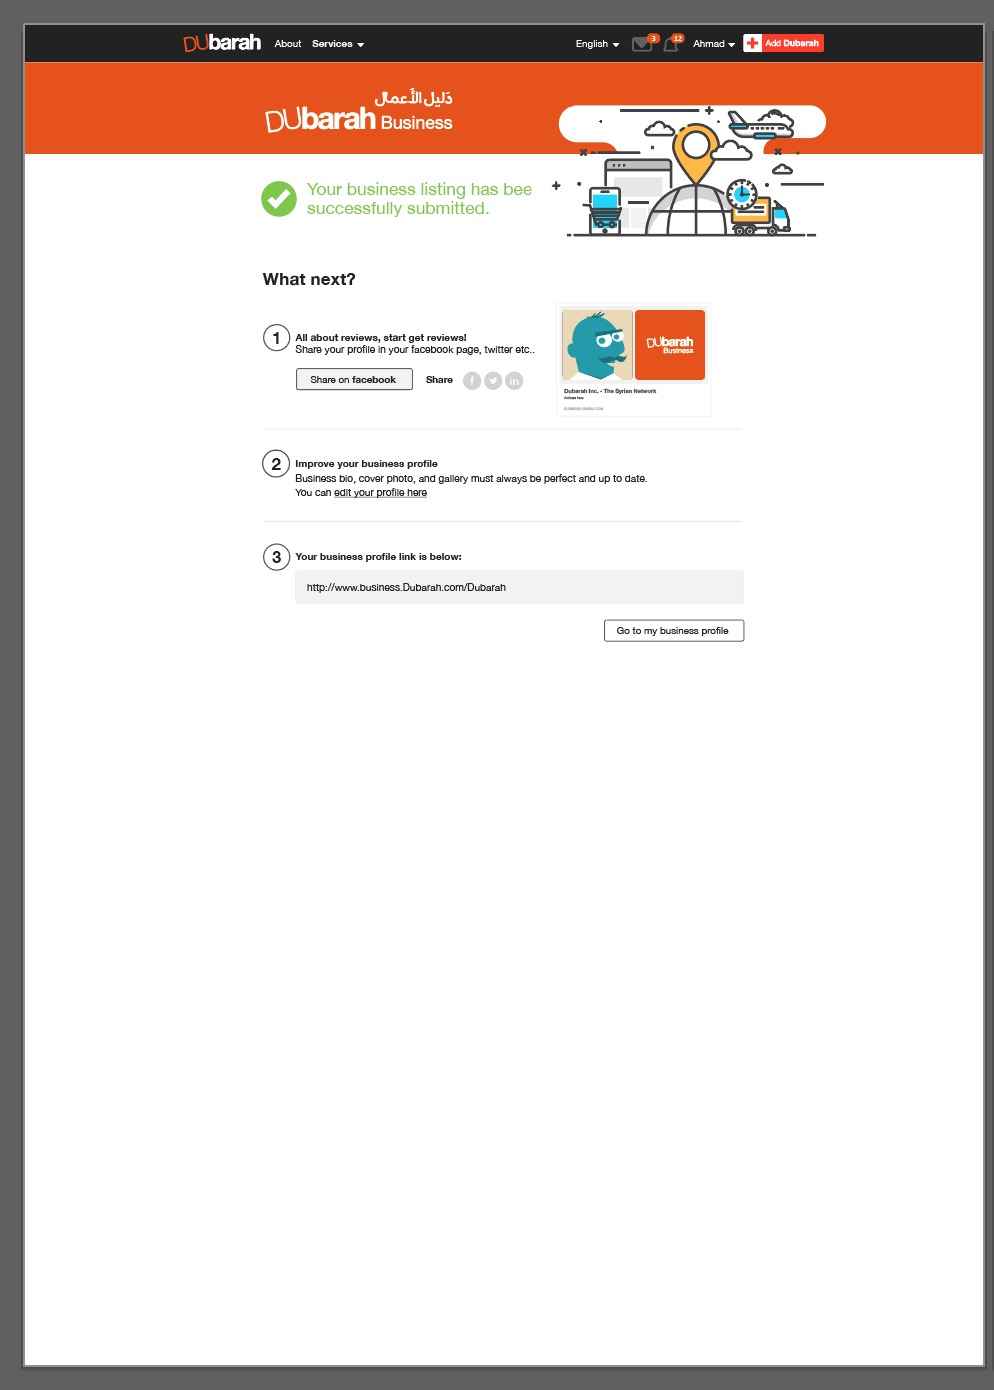 DUbarah
About
Services
English
3
12
Ahmad
Add Dubarah
دَليل الأَعمال
DUbarah Business
Your business listing has bee
successfully submitted.
What next?
1
All about reviews, start get reviews!
Share your profile in your facebook page, twitter etc..
Share on facebook
Share
f
in
DUbarah
Business
Dubarah Inc. - The Syrian Network
2
Improve your business profile
Business bio, cover photo, and gallery must always be perfect and up to date.
You can edit your profile here
3
Your business profile link is below:
http://www.business.Dubarah.com/Dubarah
Go to my business profile